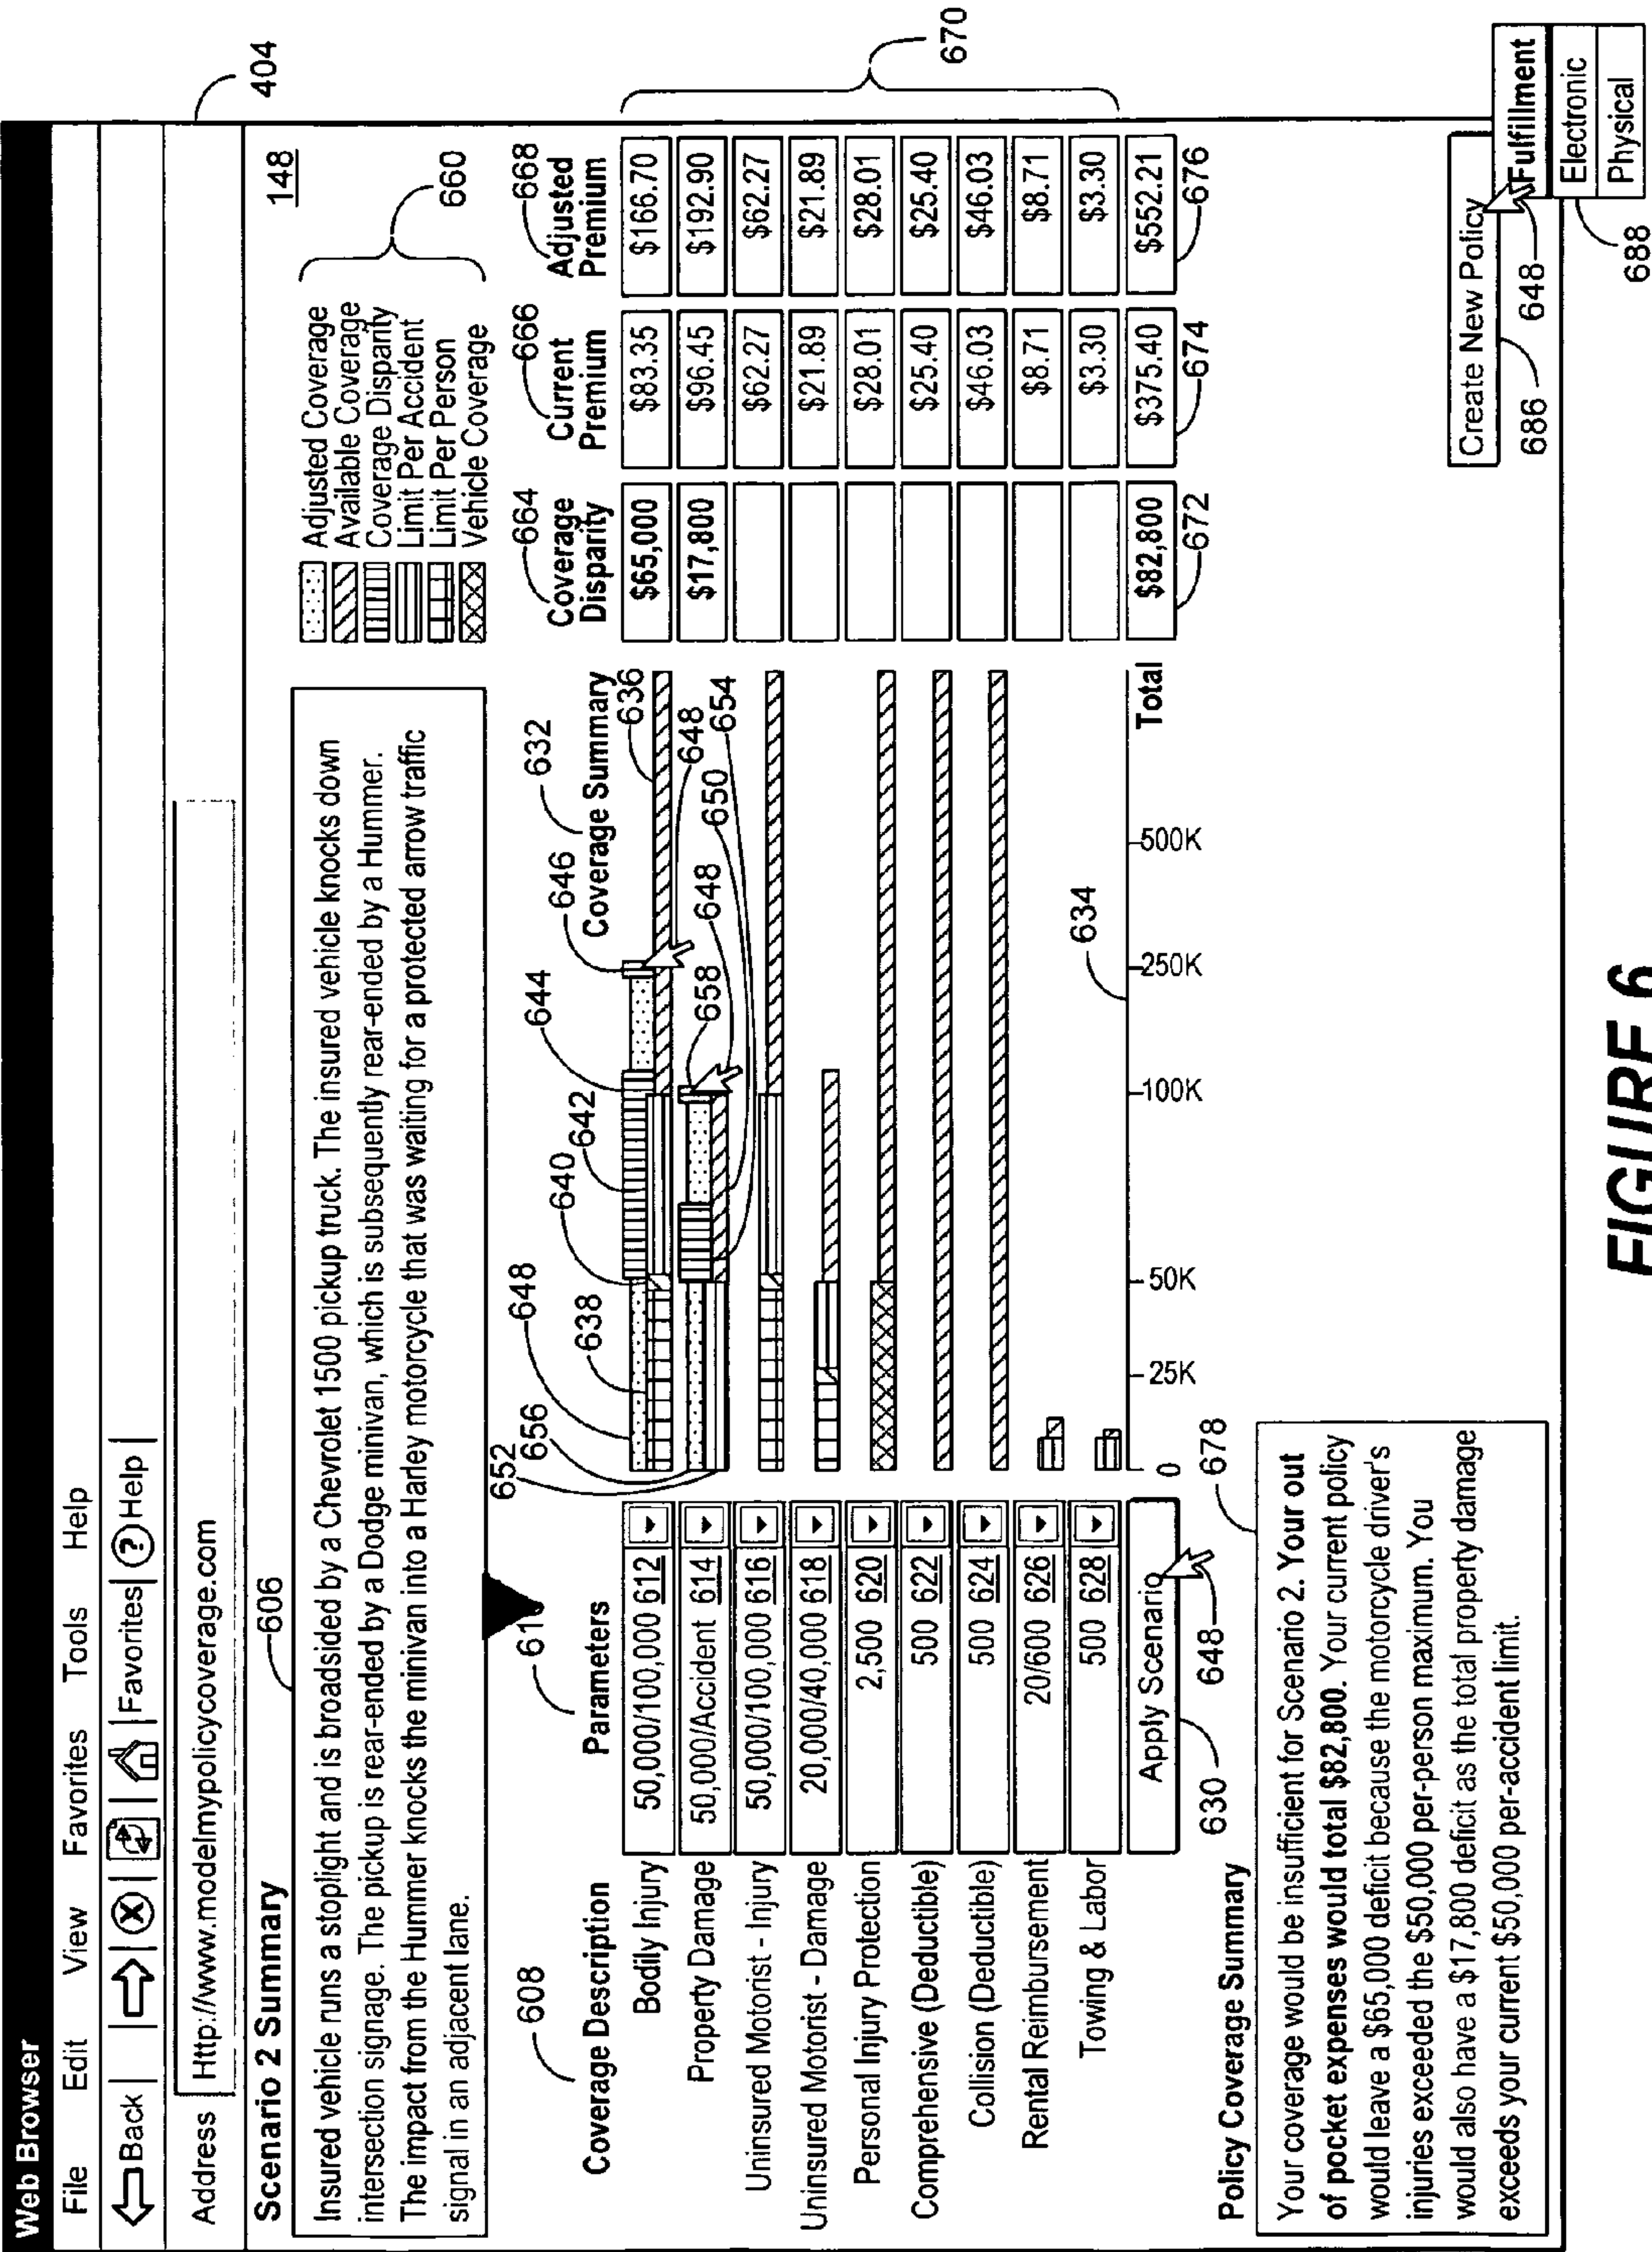 Web Browser
File Edit View Favorites Tools Help
Back Favorites Help
Address Http://www.modelmypolicycoverage.com
404
Scenario 2 Summary
606
148
Insured vehicle runs a stoplight and is broadsided by a Chevrolet 1500 pickup truck. The insured vehicle knocks down
intersection signage. The pickup is rear-ended by a Dodge minivan, which is subsequently rear-ended by a Hummer.
The impact from the Hummer knocks the minivan into a Harley motorcycle that was waiting for a protected arrow traffic
signal in an adjacent lane.
Adjusted Coverage
Available Coverage
Coverage Disparity
Limit Per Accident
Limit Per Person
Vehicle Coverage
660
608 61 632 664 666 668
Coverage Description Parameters Coverage Summary Coverage Disparity Current Premium Adjusted Premium
652 656 648 638 640 642 644 646 636 648 650 654 658 648
Bodily Injury 50,000/100,000 612 $65,000 $83.35 $166.70
Property Damage 50,000/Accident 614 $17,800 $96.45 $192.90
Uninsured Motorist - Injury 50,000/100,000 616 $62.27 $62.27
Uninsured Motorist - Damage 20,000/40,000 618 $21.89 $21.89
Personal Injury Protection 2,500 620 $28.01 $28.01
Comprehensive (Deductible) 500 622 $25.40 $25.40
Collision (Deductible) 500 624 $46.03 $46.03
Rental Reimbursement 20/600 626 $8.71 $8.71
Towing & Labor 500 628 $3.30 $3.30
670
634
Apply Scenario 0 25K 50K 100K 250K 500K Total $82,800 $375.40 $552.21
630 648 672 674 676
Policy Coverage Summary
678
Your coverage would be insufficient for Scenario 2. Your out
of pocket expenses would total $82,800. Your current policy
would leave a $65,000 deficit because the motorcycle driver's
injuries exceeded the $50,000 per-person maximum. You
would also have a $17,800 deficit as the total property damage
exceeds your current $50,000 per-accident limit.
Create New Policy
686 648
Fulfillment
Electronic
Physical
688
FIGURE 6